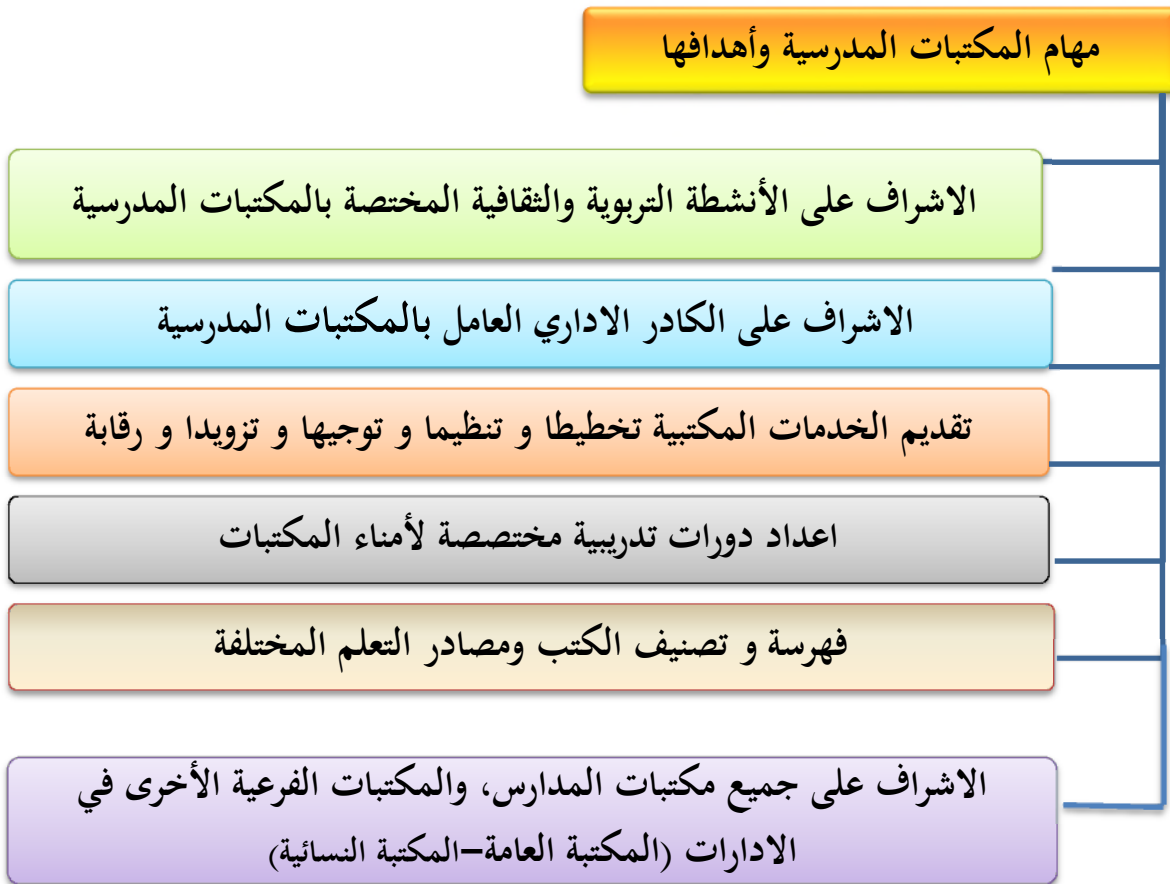 مهام المكتبات المدرسية وأهدافها
الاشراف على الأنشطة التربوية والثقافية المختصة بالمكتبات المدرسية
الاشراف على الكادر الاداري العامل بالمكتبات المدرسية
تقديم الخدمات المكتبية تخطيطا و تنظيما و توجيها و تزويدا و رقابة
اعداد دورات تدريبية مختصصة لأمناء المكتبات
فهرسة و تصنيف الكتب ومصادر التعلم المختلفة
الاشراف على جميع مكتبات المدارس، والمكتبات الفرعية الأخرى في
الادارات (المكتبة العامة–المكتبة النسائية)